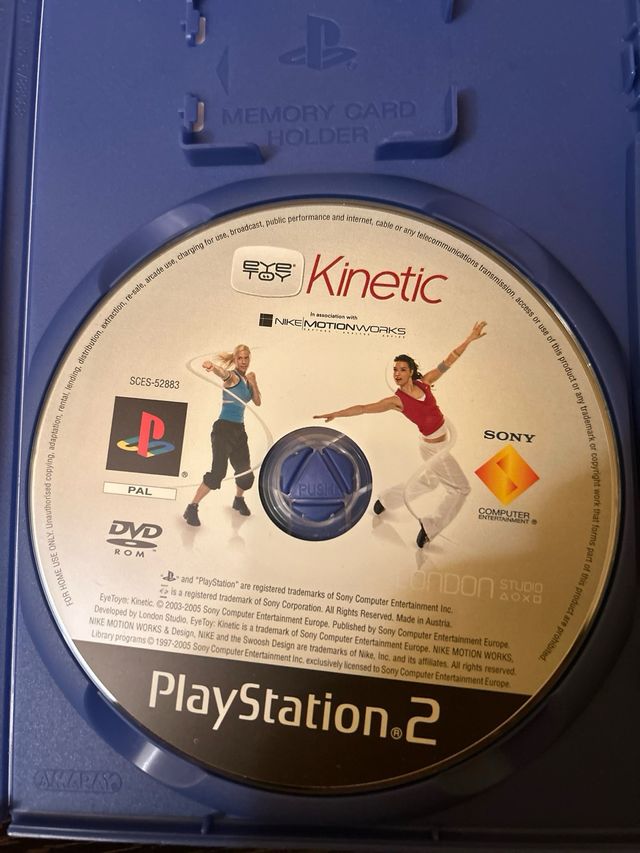 MEMORY CARD
HOLDER
FOR HOME USE ONLY. Unauthorised copying, adaptation, rental, lending, distribution, extraction, re-sale, arcade use, charging for use, broadcast, public performance and internet, cable or any telecommunications transmission, access or use of this product or any trademark or copyright work that forms part of this product are prohibited.
EYE TOY
Kinetic
In association with
NIKE MOTIONWORKS
SCES-52883
PAL
DVD
ROM
PUSH
SONY
COMPUTER
ENTERTAINMENT ®
LONDON STUDIO
and "PlayStation" are registered trademarks of Sony Computer Entertainment Inc.
is a registered trademark of Sony Corporation. All Rights Reserved. Made in Austria.
EyeToy®: Kinetic, © 2003-2005 Sony Computer Entertainment Europe. Published by Sony Computer Entertainment Europe.
Developed by London Studio, EyeToy: Kinetic is a trademark of Sony Computer Entertainment Europe. NIKE MOTION WORKS,
NIKE MOTION WORKS & Design, NIKE and the Swoosh Design are trademarks of Nike, Inc. and its affiliates. All rights reserved.
Library programs © 1997-2005 Sony Computer Entertainment Inc. exclusively licensed to Sony Computer Entertainment Europe.
PlayStation®2
AMARAY